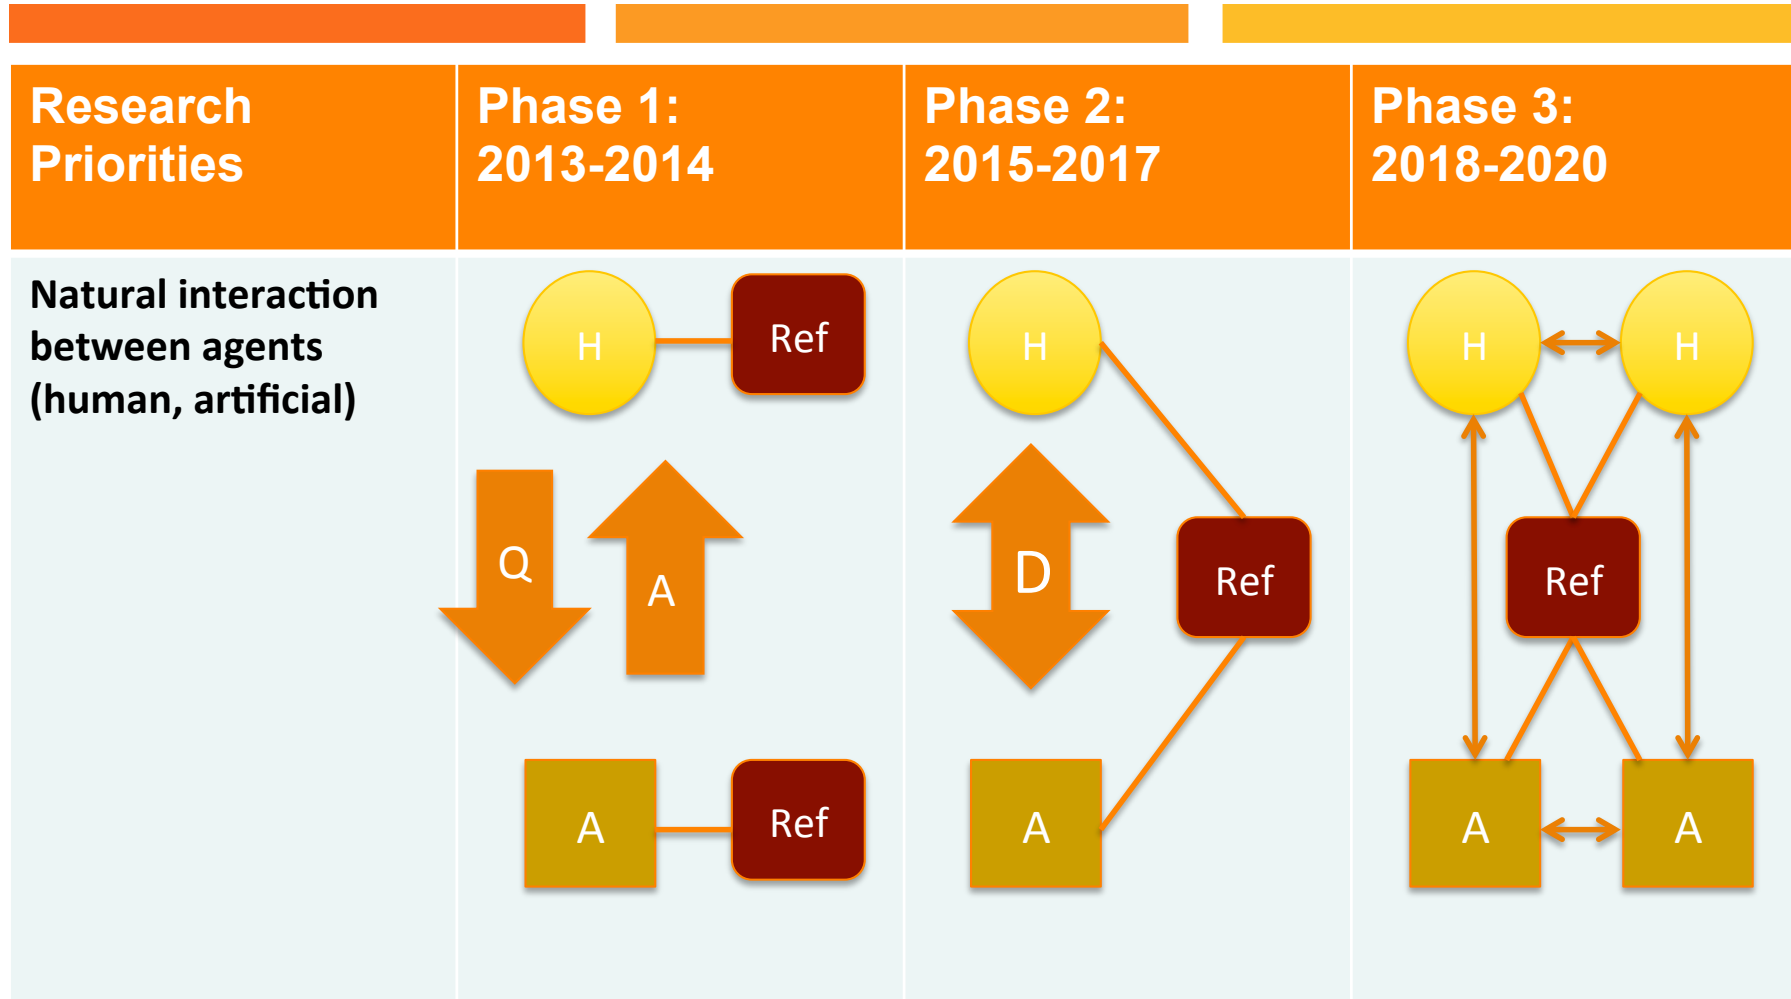 Research
Priorities
Phase 1:
2013-2014
Phase 2:
2015-2017
Phase 3:
2018-2020
Natural interaction
between agents
(human, artificial)
H
Ref
Q
A
A
Ref
H
D
Ref
A
H
H
Ref
A
A